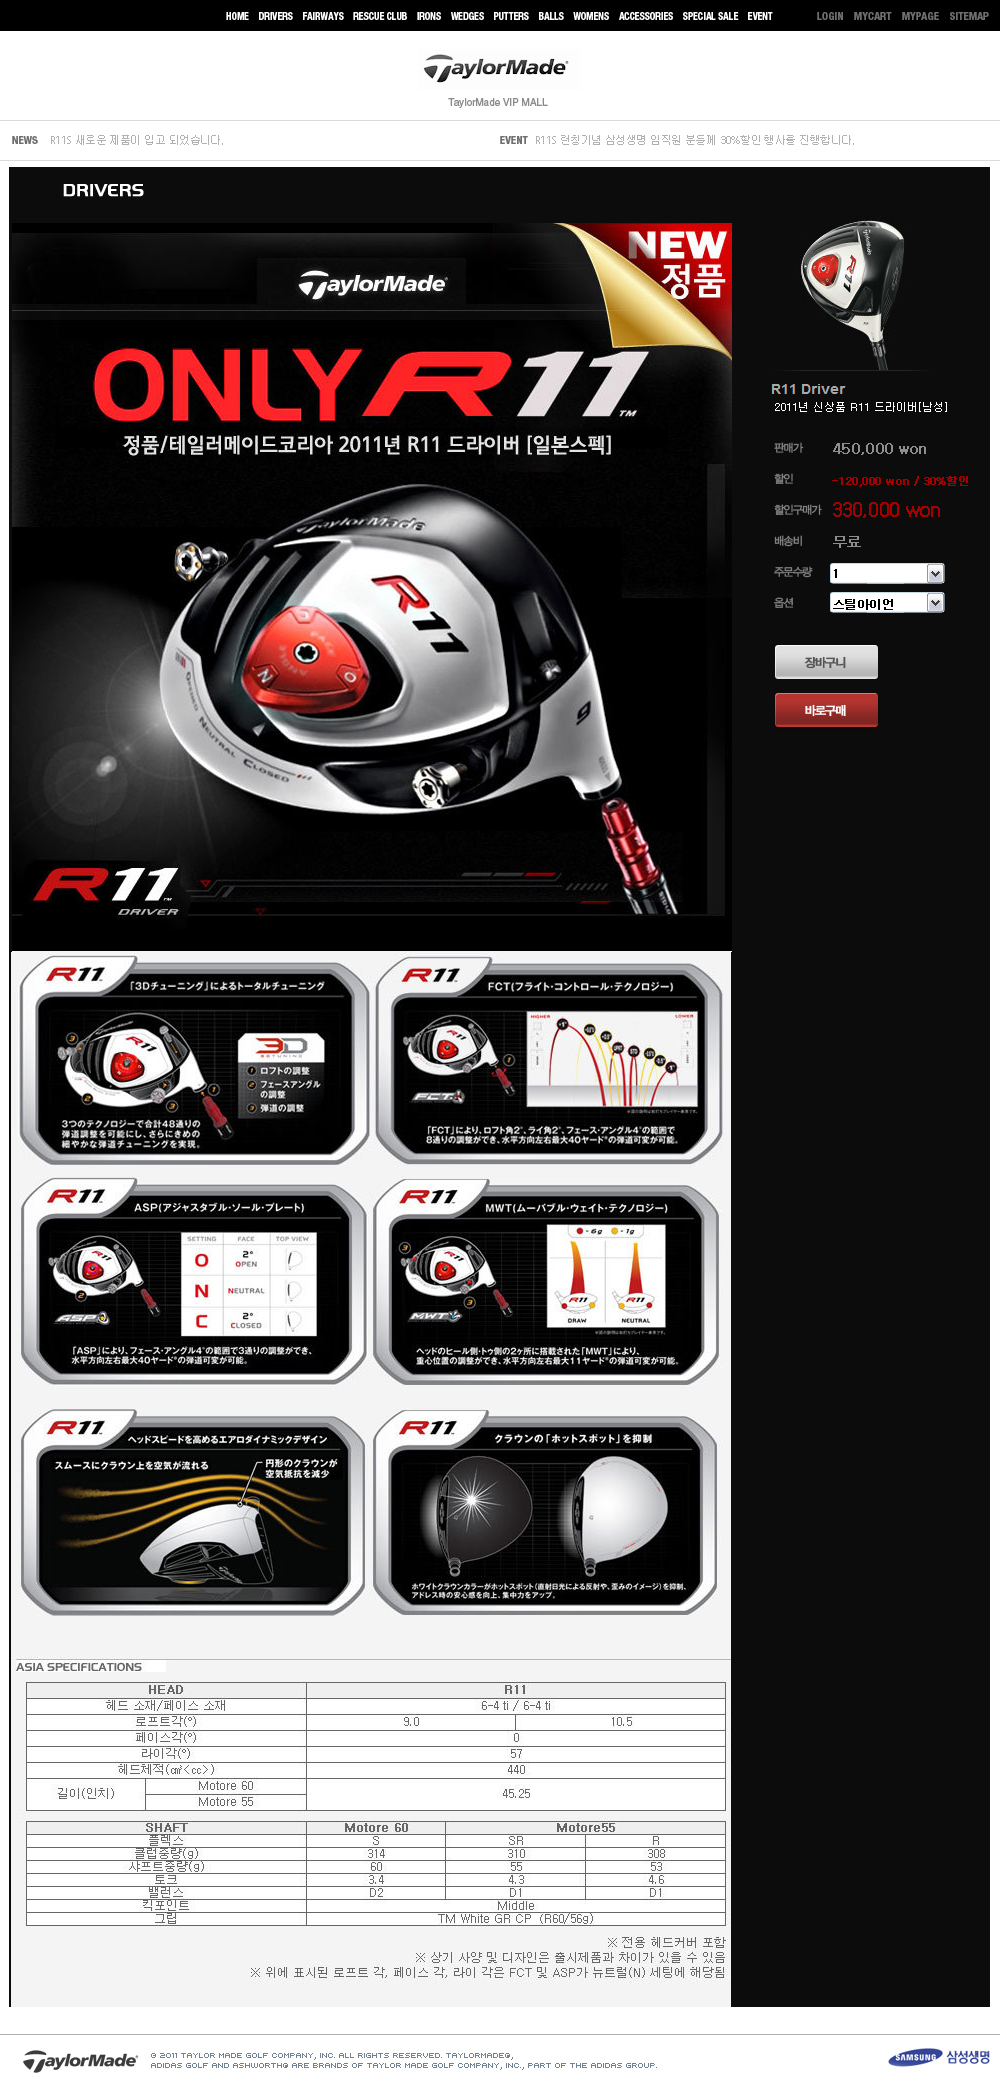 HOME DRIVERS FAIRWAYS RESCUE CLUB IRONS WEDGES PUTTERS BALLS WOMENS ACCESSORIES SPECIAL SALE EVENT LOGIN MYCART MYPAGE SITEMAP
TaylorMade
TaylorMade VIP MALL
NEWS R11S 새로운 제품이 입고 되었습니다.
EVENT R11S 런칭기념 삼성생명 임직원 분들께 30%할인 행사를 진행합니다.
DRIVERS
NEW
정품
TaylorMade
ONLY R11™
정품/테일러메이드코리아 2011년 R11 드라이버 [일본스펙]
TaylorMade
R11
N O
OPENED NEUTRAL CLOSED
9
R11™
DRIVER
R11 Driver
2011년 신상품 R11 드라이버[남성]
판매가 450,000 won
할인 -120,000 won / 30%할인
할인구매가 330,000 won
배송비 무료
주문수량 1
옵션 스틸아이언
장바구니
바로구매
R11
「3Dチューニング」によるトータルチューニング
3D
1 ロフトの調整
2 フェースアングルの調整
3 弾道の調整
3つのテクノロジーで合計48通りの
弾道調整を可能にし、さらにきめの
細やかな弾道チューニングを実現。
R11
FCT(フライト・コントロール・テクノロジー)
HIGHER LOWER
FCT
「FCT」により、ロフト角2°、ライ角2°、フェース・アングル4°の範囲で
8通りの調整ができ、水平方向左右最大40ヤード*の弾道可変が可能。
R11
ASP(アジャスタブル・ソール・プレート)
SETTING FACE TOP VIEW
O 2° OPEN
N NEUTRAL
C 2° CLOSED
ASP
「ASP」により、フェース・アングル4°の範囲で3通りの調整ができ、
水平方向左右最大40ヤード*の弾道可変が可能。
R11
MWT(ムーバブル・ウェイト・テクノロジー)
-6g -1g
R11 R11
DRAW NEUTRAL
MWT
ヘッドのヒール側・トゥ側の2ヶ所に搭載された「MWT」により、
重心位置の調整ができ、水平方向左右最大11ヤード*の弾道可変が可能。
R11
ヘッドスピードを高めるエアロダイナミックデザイン
スムースにクラウン上を空気が流れる
円形のクラウンが
空気抵抗を減少
R11
クラウンの「ホットスポット」を抑制
ホワイトクラウンカラーがホットスポット(直射日光による反射や、歪みのイメージ)を抑制、
アドレス時の安心感を向上、集中力をアップ。
ASIA SPECIFICATIONS
HEAD R11
헤드 소재/페이스 소재 6-4 ti / 6-4 ti
로프트각(°) 9.0 10.5
페이스각(°) 0
라이각(°) 57
헤드체적(㎤<cc>) 440
길이(인치) Motore 60 45.25
Motore 55
SHAFT Motore 60 Motore55
플렉스 S SR R
클럽중량(g) 314 310 308
샤프트중량(g) 60 55 53
토크 3.4 4.3 4.6
밸런스 D2 D1 D1
킥포인트 Middle
그립 TM White GR CP (R60/56g)
※ 전용 헤드커버 포함
※ 상기 사양 및 디자인은 출시제품과 차이가 있을 수 있음
※ 위에 표시된 로프트 각, 페이스 각, 라이 각은 FCT 및 ASP가 뉴트럴(N) 세팅에 해당됨
TaylorMade
© 2011 TAYLOR MADE GOLF COMPANY, INC. ALL RIGHTS RESERVED. TAYLORMADE®,
ADIDAS GOLF AND ASHWORTH® ARE BRANDS OF TAYLOR MADE GOLF COMPANY, INC., PART OF THE ADIDAS GROUP.
SAMSUNG 삼성생명